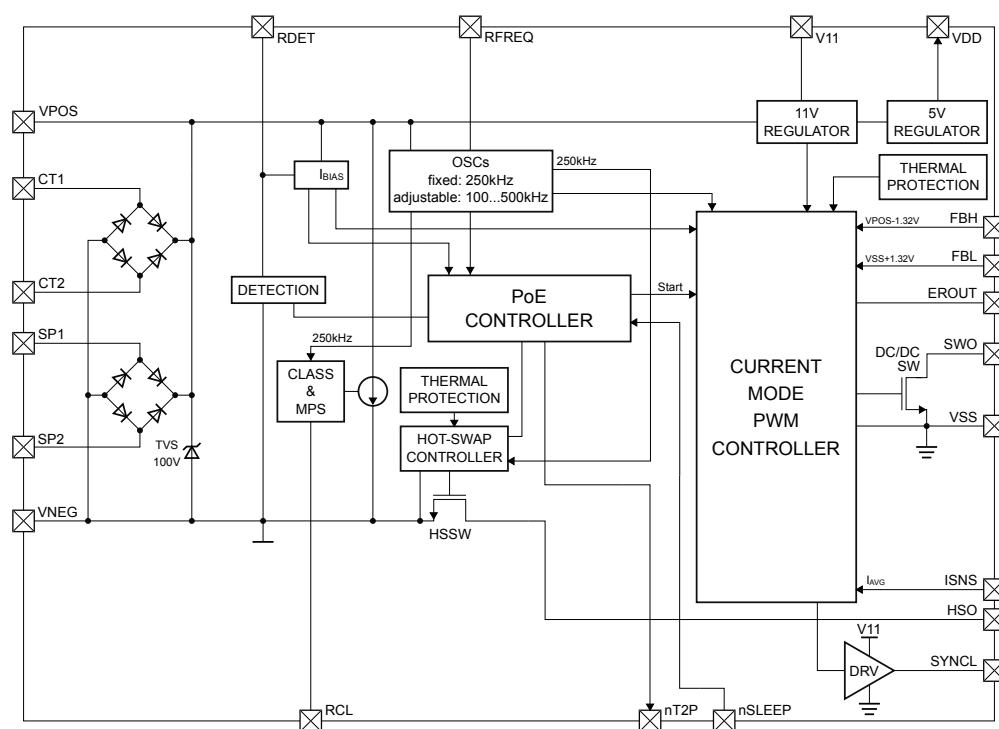 RDET
RFREQ
V11
VDD
VPOS
11V
REGULATOR
5V
REGULATOR
OSCs
fixed: 250kHz
adjustable: 100...500kHz
250kHz
IBIAS
THERMAL
PROTECTION
CT1
VPOS-1.32V
FBH
VSS+1.32V
FBL
CT2
DETECTION
PoE
CONTROLLER
Start
EROUT
SP1
250kHz
CLASS
&
MPS
THERMAL
PROTECTION
CURRENT
MODE
PWM
CONTROLLER
DC/DC
SW
SWO
VSS
SP2
TVS
100V
HOT-SWAP
CONTROLLER
VNEG
HSSW
IAVG
ISNS
HSO
V11
DRV
SYNCL
RCL
nT2P
nSLEEP